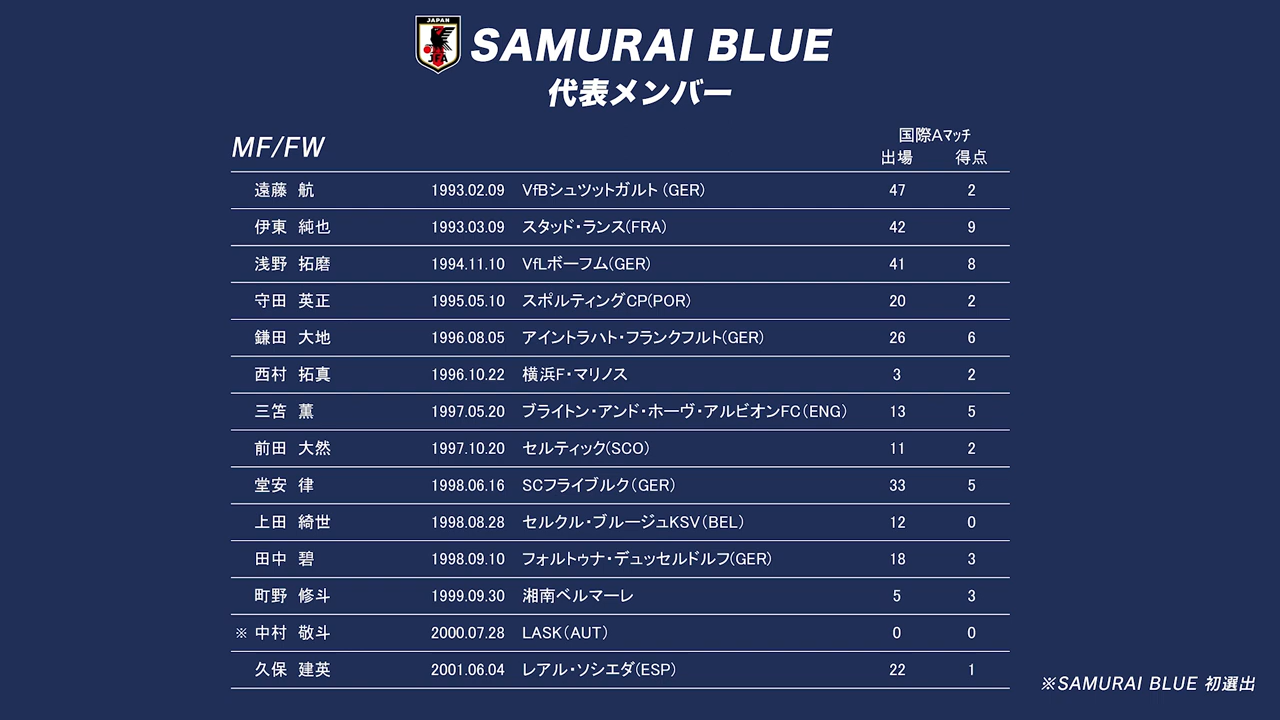 JAPAN
JFA
SAMURAI BLUE
代表メンバー
国際Aマッチ
MF/FW 出場 得点
遠藤 航 1993.02.09 VfBシュツットガルト (GER) 47 2
伊東 純也 1993.03.09 スタッド・ランス(FRA) 42 9
浅野 拓磨 1994.11.10 VfLボーフム(GER) 41 8
守田 英正 1995.05.10 スポルティングCP(POR) 20 2
鎌田 大地 1996.08.05 アイントラハト・フランクフルト(GER) 26 6
西村 拓真 1996.10.22 横浜F・マリノス 3 2
三笘 薫 1997.05.20 ブライトン・アンド・ホーヴ・アルビオンFC(ENG) 13 5
前田 大然 1997.10.20 セルティック(SCO) 11 2
堂安 律 1998.06.16 SCフライブルク(GER) 33 5
上田 綺世 1998.08.28 セルクル・ブルージュKSV(BEL) 12 0
田中 碧 1998.09.10 フォルトゥナ・デュッセルドルフ(GER) 18 3
町野 修斗 1999.09.30 湘南ベルマーレ 5 3
※ 中村 敬斗 2000.07.28 LASK(AUT) 0 0
久保 建英 2001.06.04 レアル・ソシエダ(ESP) 22 1
※SAMURAI BLUE 初選出